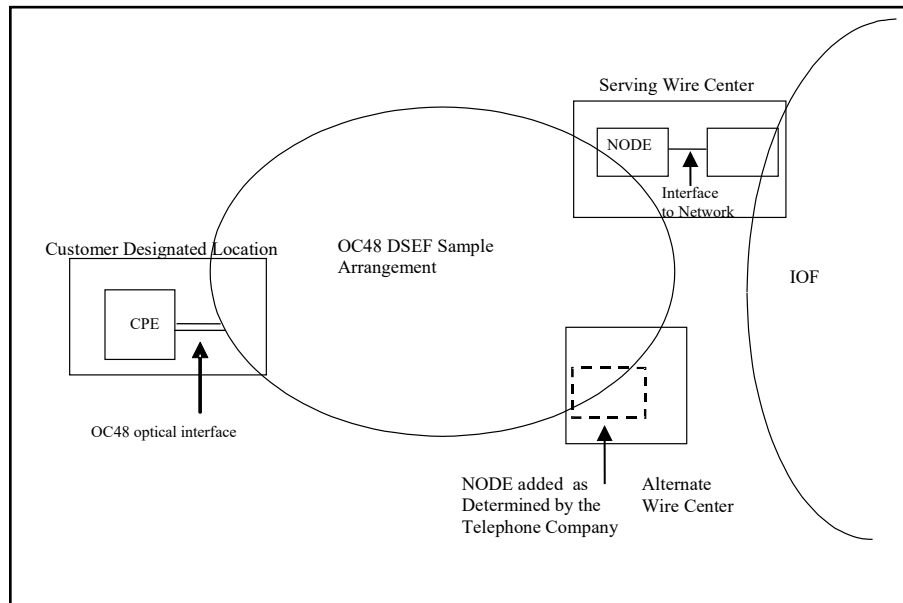 Serving Wire Center
NODE
Interface
to Network
Customer Designated Location
OC48 DSEF Sample
Arrangement
IOF
CPE
OC48 optical interface
NODE added as
Determined by the
Telephone Company
Alternate
Wire Center